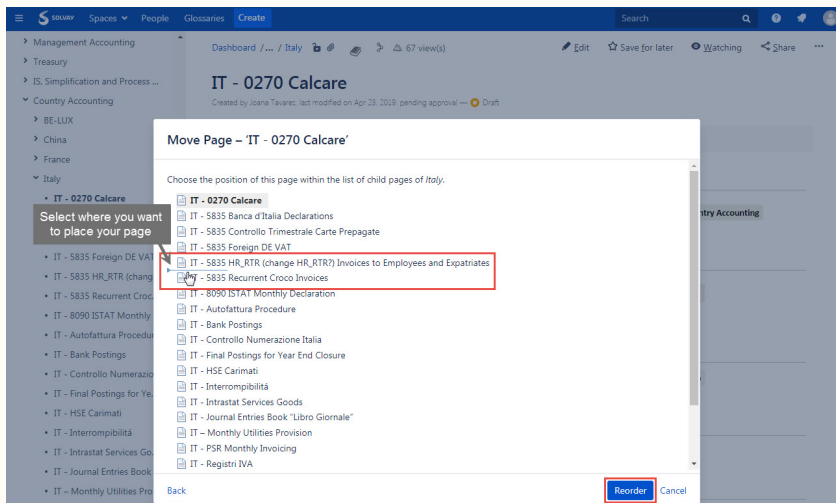 SOLVAY Spaces People Glossaries Create Search
Management Accounting
Treasury
IS, Simplification and Process ...
Country Accounting
BE-LUX
China
France
Italy
IT - 0270 Calcare
IT - 5835 Foreign DE VAT
IT - 5835 HR_RTR (chang
IT - 5835 Recurrent Croc.
IT - 8090 ISTAT Monthly
IT - Autofattura Procedu
IT - Bank Postings
IT - Controllo Numerazio
IT - Final Postings for Ye.
IT - HSE Carimati
IT - Interrompibilità
IT - Intrastat Services Go.
IT - Journal Entries Book
IT – Monthly Utilities Pro
Dashboard / ... / Italy 67 view(s) Edit Save for later Watching Share ...
IT - 0270 Calcare
Created by Joana Tavares, last modified on Apr 23, 2019. pending approval — Draft
ntry Accounting
Move Page – 'IT - 0270 Calcare'
Choose the position of this page within the list of child pages of Italy.
IT - 0270 Calcare
IT - 5835 Banca d'Italia Declarations
IT - 5835 Controllo Trimestrale Carte Prepagate
IT - 5835 Foreign DE VAT
IT - 5835 HR_RTR (change HR_RTR?) Invoices to Employees and Expatriates
IT - 5835 Recurrent Croco Invoices
IT - 8090 ISTAT Monthly Declaration
IT - Autofattura Procedure
IT - Bank Postings
IT - Controllo Numerazione Italia
IT - Final Postings for Year End Closure
IT - HSE Carimati
IT - Interrompibilitá
IT - Intrastat Services Goods
IT - Journal Entries Book "Libro Giornale"
IT – Monthly Utilities Provision
IT - PSR Monthly Invoicing
IT - Registri IVA
Select where you want
to place your page
Back Reorder Cancel